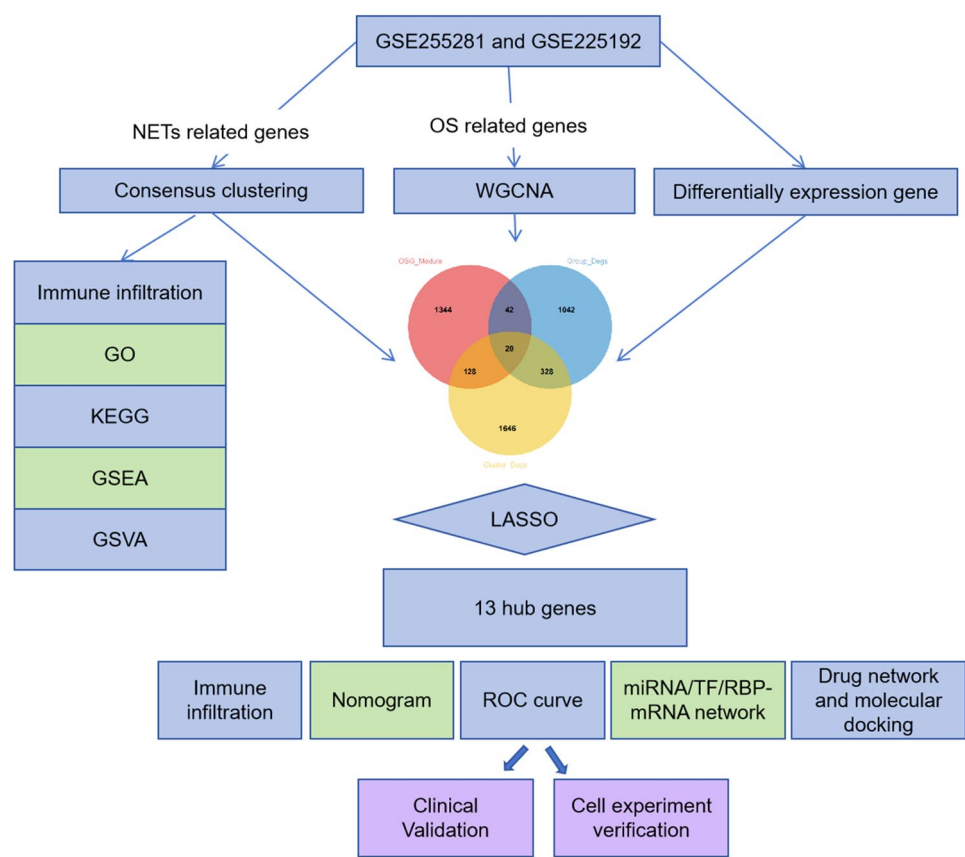 GSE255281 and GSE225192
NETs related genes
OS related genes
Consensus clustering
WGCNA
Differentially expression gene
Immune infiltration
GO
KEGG
GSEA
GSVA
OSG_Module
Group_Degs
1344
42
1042
20
128
328
1646
Cluster_Degs
LASSO
13 hub genes
Immune
infiltration
Nomogram
ROC curve
miRNA/TF/RBP-
mRNA network
Drug network
and molecular
docking
Clinical
Validation
Cell experiment
verification